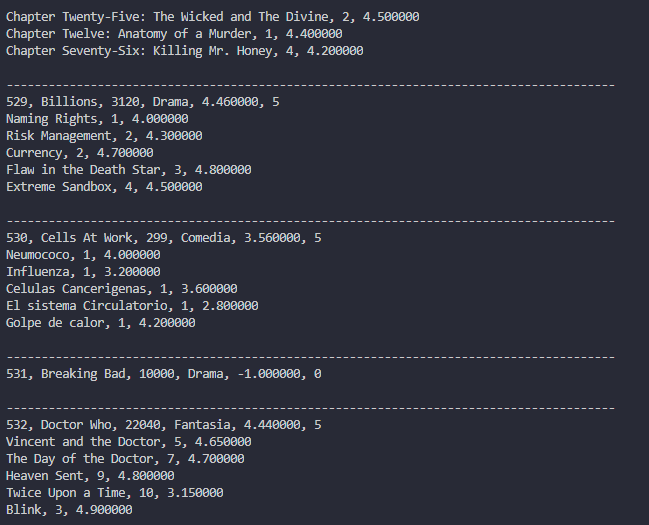 Chapter Twenty-Five: The Wicked and The Divine, 2, 4.500000
Chapter Twelve: Anatomy of a Murder, 1, 4.400000
Chapter Seventy-Six: Killing Mr. Honey, 4, 4.200000
---------------------------------------------------------------------------------------
529, Billions, 3120, Drama, 4.460000, 5
Naming Rights, 1, 4.000000
Risk Management, 2, 4.300000
Currency, 2, 4.700000
Flaw in the Death Star, 3, 4.800000
Extreme Sandbox, 4, 4.500000
---------------------------------------------------------------------------------------
530, Cells At Work, 299, Comedia, 3.560000, 5
Neumococo, 1, 4.000000
Influenza, 1, 3.200000
Celulas Cancerigenas, 1, 3.600000
El sistema Circulatorio, 1, 2.800000
Golpe de calor, 1, 4.200000
---------------------------------------------------------------------------------------
531, Breaking Bad, 10000, Drama, -1.000000, 0
---------------------------------------------------------------------------------------
532, Doctor Who, 22040, Fantasia, 4.440000, 5
Vincent and the Doctor, 5, 4.650000
The Day of the Doctor, 7, 4.700000
Heaven Sent, 9, 4.800000
Twice Upon a Time, 10, 3.150000
Blink, 3, 4.900000